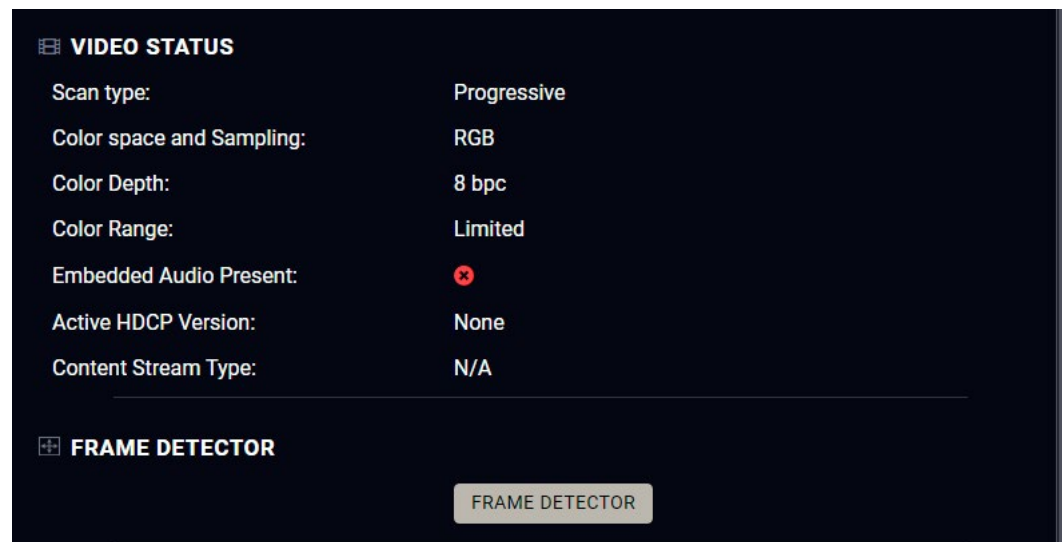 VIDEO STATUS
Scan type: Progressive
Color space and Sampling: RGB
Color Depth: 8 bpc
Color Range: Limited
Embedded Audio Present:
Active HDCP Version: None
Content Stream Type: N/A
FRAME DETECTOR
FRAME DETECTOR